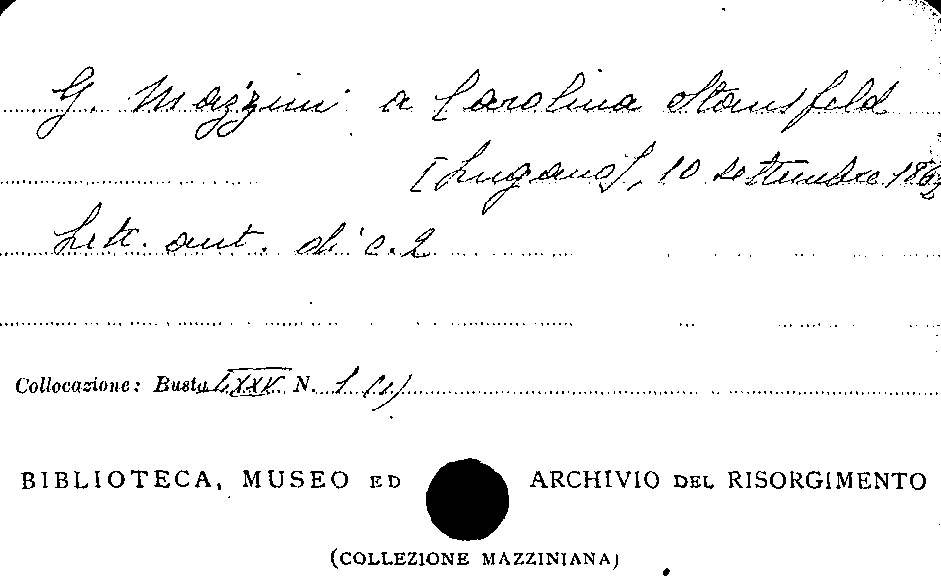 G. Mazzini a Carolina Stansfeld
[Lugano], 10 settembre
Lett. aut. di c. 2
Collocazione: Busta LXXV N. 1 (1)
BIBLIOTECA, MUSEO ED ARCHIVIO DEL RISORGIMENTO
(COLLEZIONE MAZZINIANA)